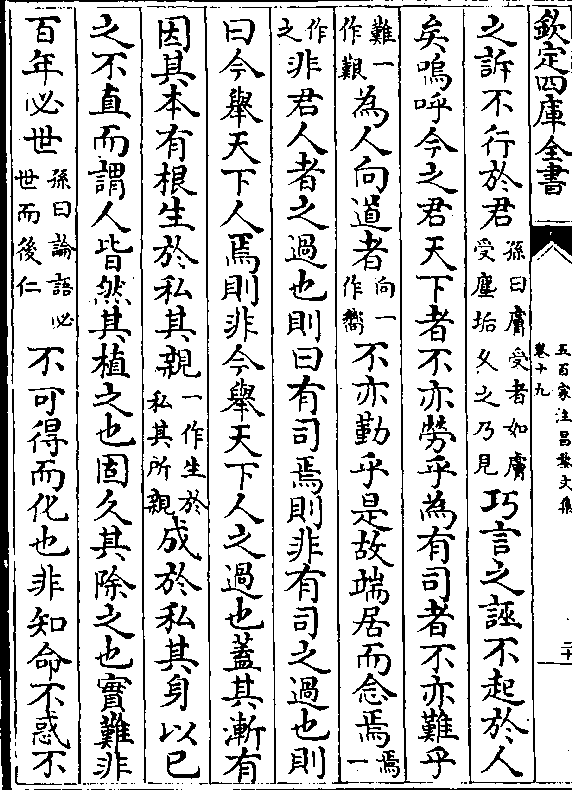 欽定四庫全書
五百家注昌黎文集
卷十九
二十
之訴不行於君孫曰膚受者如膚受塵垢久之乃見巧言之誣不起於人
矣嗚呼今之君天下者不亦勞乎為有司者不亦難乎
難一作艱為人向道者向一作嚮不亦勤乎是故端居而念焉焉一
作之非君人者之過也則曰有司焉則非有司之過也則
曰今舉天下人焉則非今舉天下人之過也蓋其漸有
因其本有根生於私其親一作生於私其所親成於私其身以已
之不直而謂人皆然其植之也固久其除之也實難非
百年必世孫曰論語必世而後仁不可得而化也非知命不惑不